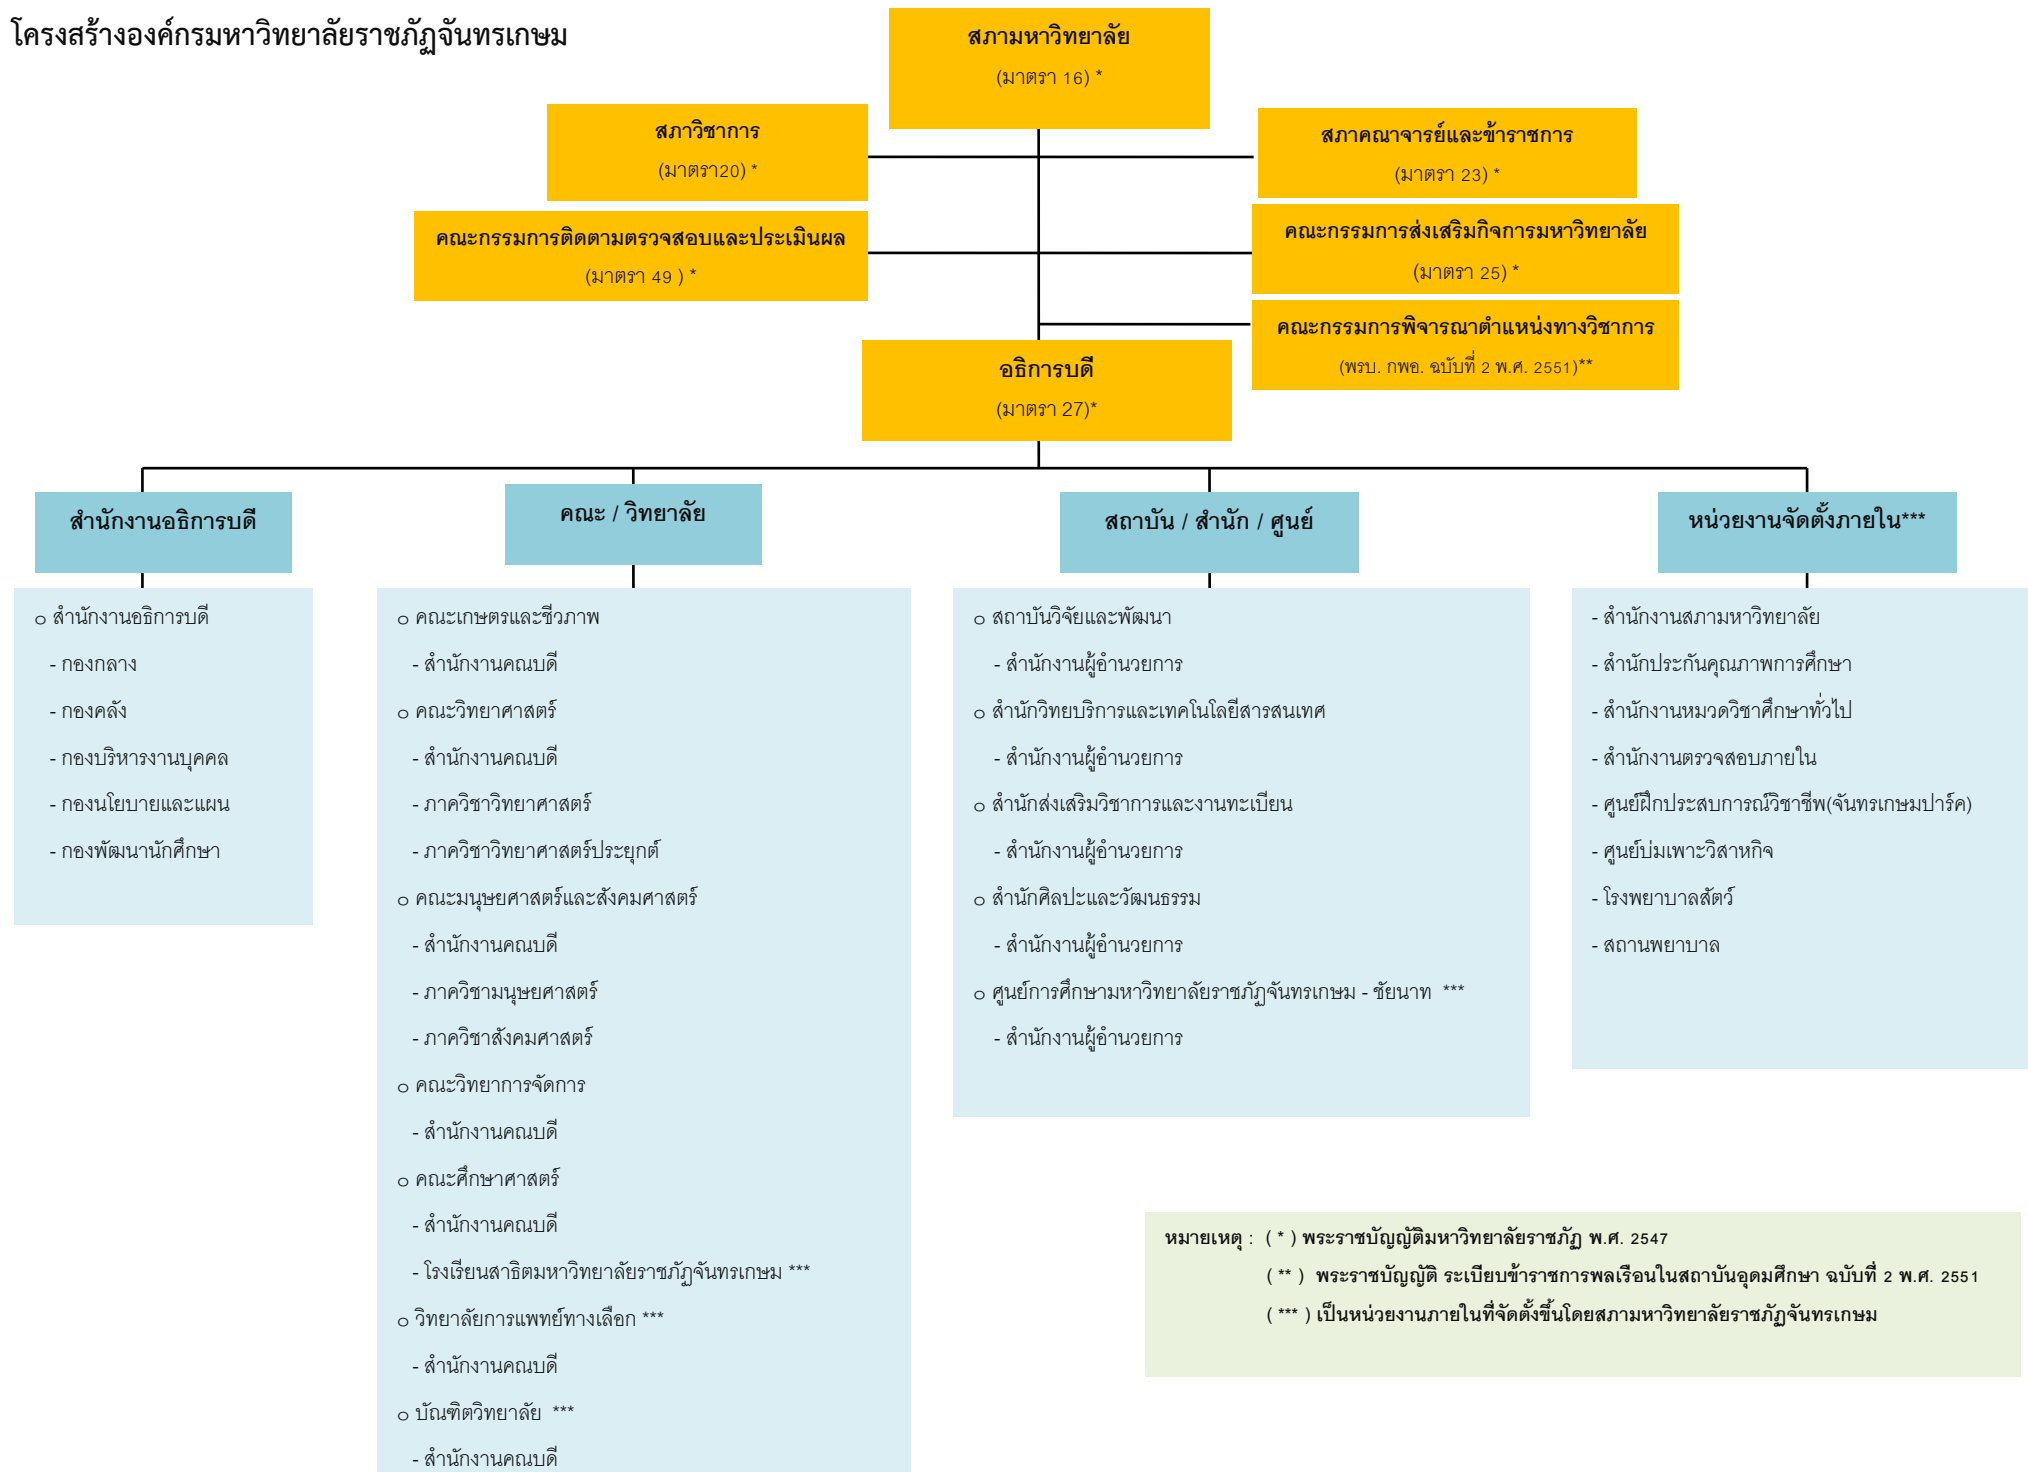 โครงสร้างองค์กรมหาวิทยาลัยราชภัฏจันทรเกษม
สภามหาวิทยาลัย
(มาตรา 16) *
สภาวิชาการ
(มาตรา20) *
สภาคณาจารย์และข้าราชการ
(มาตรา 23) *
คณะกรรมการติดตามตรวจสอบและประเมินผล
(มาตรา 49 ) *
คณะกรรมการส่งเสริมกิจการมหาวิทยาลัย
(มาตรา 25) *
คณะกรรมการพิจารณาตำแหน่งทางวิชาการ
(พรบ. กพอ. ฉบับที่ 2 พ.ศ. 2551)**
อธิการบดี
(มาตรา 27)*
สำนักงานอธิการบดี
o สำนักงานอธิการบดี
- กองกลาง
- กองคลัง
- กองบริหารงานบุคคล
- กองนโยบายและแผน
- กองพัฒนานักศึกษา
คณะ / วิทยาลัย
o คณะเกษตรและชีวภาพ
- สำนักงานคณบดี
o คณะวิทยาศาสตร์
- สำนักงานคณบดี
- ภาควิชาวิทยาศาสตร์
- ภาควิชาวิทยาศาสตร์ประยุกต์
o คณะมนุษยศาสตร์และสังคมศาสตร์
- สำนักงานคณบดี
- ภาควิชามนุษยศาสตร์
- ภาควิชาสังคมศาสตร์
o คณะวิทยาการจัดการ
- สำนักงานคณบดี
o คณะศึกษาศาสตร์
- สำนักงานคณบดี
- โรงเรียนสาธิตมหาวิทยาลัยราชภัฏจันทรเกษม ***
o วิทยาลัยการแพทย์ทางเลือก ***
- สำนักงานคณบดี
o บัณฑิตวิทยาลัย ***
- สำนักงานคณบดี
สถาบัน / สำนัก / ศูนย์
o สถาบันวิจัยและพัฒนา
- สำนักงานผู้อำนวยการ
o สำนักวิทยบริการและเทคโนโลยีสารสนเทศ
- สำนักงานผู้อำนวยการ
o สำนักส่งเสริมวิชาการและงานทะเบียน
- สำนักงานผู้อำนวยการ
o สำนักศิลปะและวัฒนธรรม
- สำนักงานผู้อำนวยการ
o ศูนย์การศึกษามหาวิทยาลัยราชภัฏจันทรเกษม - ชัยนาท ***
- สำนักงานผู้อำนวยการ
หน่วยงานจัดตั้งภายใน***
- สำนักงานสภามหาวิทยาลัย
- สำนักประกันคุณภาพการศึกษา
- สำนักงานหมวดวิชาศึกษาทั่วไป
- สำนักงานตรวจสอบภายใน
- ศูนย์ฝึกประสบการณ์วิชาชีพ(จันทรเกษมปาร์ค)
- ศูนย์บ่มเพาะวิสาหกิจ
- โรงพยาบาลสัตว์
- สถานพยาบาล
หมายเหตุ : ( * ) พระราชบัญญัติมหาวิทยาลัยราชภัฏ พ.ศ. 2547
( ** ) พระราชบัญญัติ ระเบียบข้าราชการพลเรือนในสถาบันอุดมศึกษา ฉบับที่ 2 พ.ศ. 2551
( *** ) เป็นหน่วยงานภายในที่จัดตั้งขึ้นโดยสภามหาวิทยาลัยราชภัฏจันทรเกษม